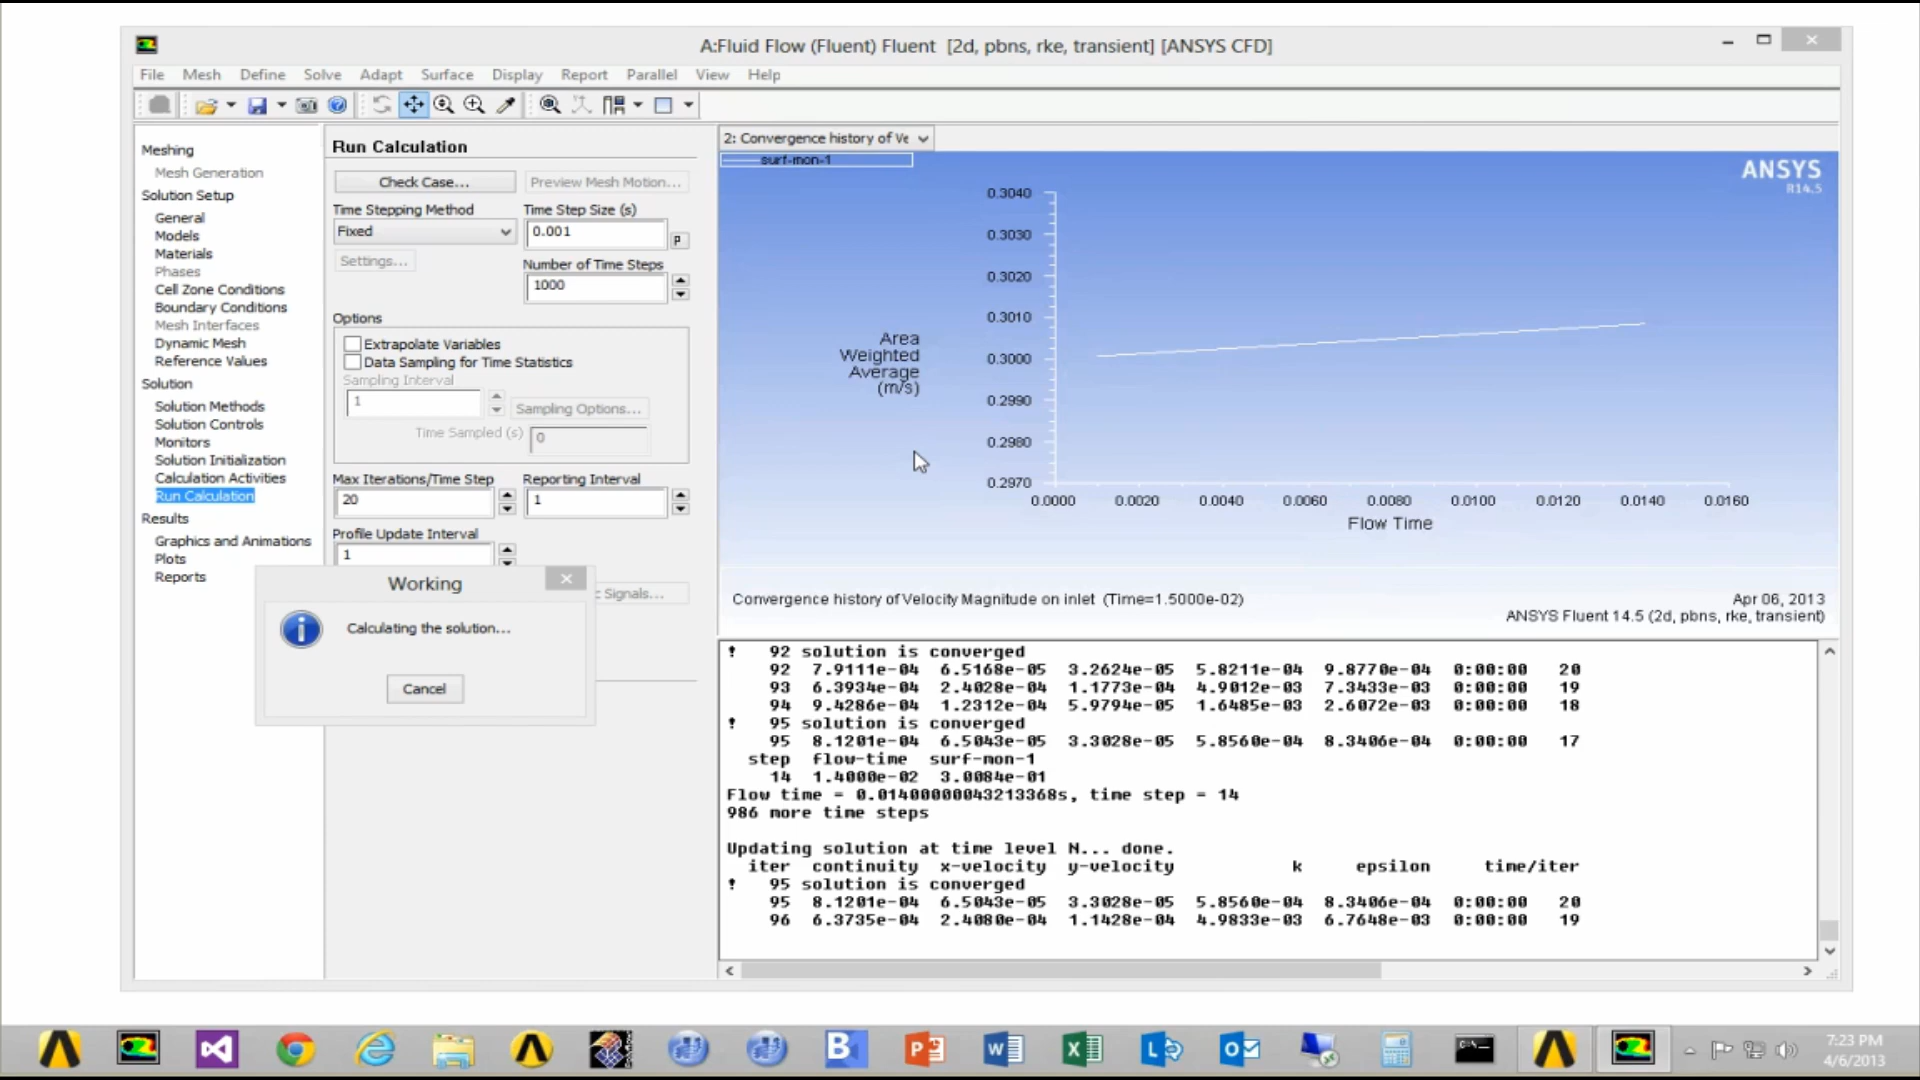 A:Fluid Flow (Fluent) Fluent [2d, pbns, rke, transient] [ANSYS CFD]
File Mesh Define Solve Adapt Surface Display Report Parallel View Help
Meshing
Mesh Generation
Solution Setup
General
Models
Materials
Phases
Cell Zone Conditions
Boundary Conditions
Mesh Interfaces
Dynamic Mesh
Reference Values
Solution
Solution Methods
Solution Controls
Monitors
Solution Initialization
Calculation Activities
Run Calculation
Results
Graphics and Animations
Plots
Reports
Run Calculation
Check Case... Preview Mesh Motion...
Time Stepping Method Time Step Size (s)
Fixed 0.001 P
Settings... Number of Time Steps
1000
Options
Extrapolate Variables
Data Sampling for Time Statistics
Sampling Interval
1 Sampling Options...
Time Sampled (s) 0
Max Iterations/Time Step Reporting Interval
20 1
Profile Update Interval
1
Signals...
Working
Calculating the solution...
Cancel
2: Convergence history of Ve
surf-mon-1
ANSYS
R14.5
0.3040
0.3030
0.3020
0.3010
0.3000
0.2990
0.2980
0.2970
Area
Weighted
Average
(m/s)
0.0000 0.0020 0.0040 0.0060 0.0080 0.0100 0.0120 0.0140 0.0160
Flow Time
Convergence history of Velocity Magnitude on inlet (Time=1.5000e-02)
Apr 06, 2013
ANSYS Fluent 14.5 (2d, pbns, rke, transient)
! 92 solution is converged
92 7.9111e-04 6.5168e-05 3.2624e-05 5.8211e-04 9.8770e-04 0:00:00 20
93 6.3934e-04 2.4028e-04 1.1773e-04 4.9012e-03 7.3433e-03 0:00:00 19
94 9.4286e-04 1.2312e-04 5.9794e-05 1.6485e-03 2.6072e-03 0:00:00 18
! 95 solution is converged
95 8.1201e-04 6.5043e-05 3.3028e-05 5.8560e-04 8.3406e-04 0:00:00 17
step flow-time surf-mon-1
14 1.4000e-02 3.0084e-01
Flow time = 0.01400000043213368s, time step = 14
986 more time steps
Updating solution at time level N... done.
iter continuity x-velocity y-velocity k epsilon time/iter
! 95 solution is converged
95 8.1201e-04 6.5043e-05 3.3028e-05 5.8560e-04 8.3406e-04 0:00:00 20
96 6.3735e-04 2.4080e-04 1.1428e-04 4.9833e-03 6.7648e-03 0:00:00 19
7:23 PM
4/6/2013